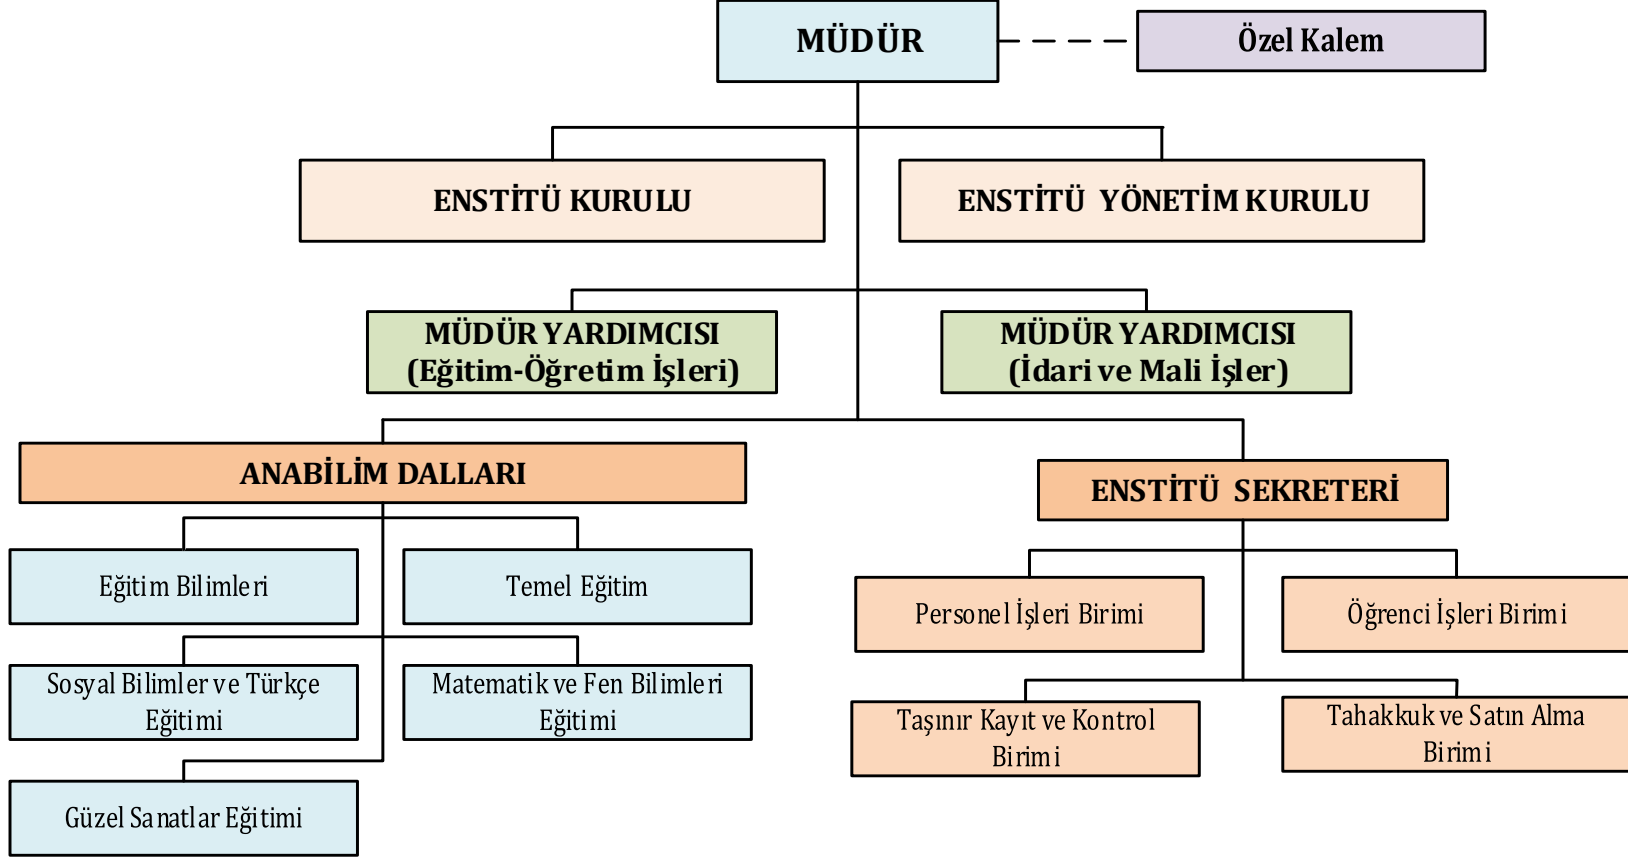 MÜDÜR
Özel Kalem
ENSTİTÜ KURULU
ENSTİTÜ YÖNETİM KURULU
MÜDÜR YARDIMCISI
(Eğitim-Öğretim İşleri)
MÜDÜR YARDIMCISI
(İdari ve Mali İşler)
ANABİLİM DALLARI
ENSTİTÜ SEKRETERİ
Eğitim Bilimleri
Temel Eğitim
Personel İşleri Birimi
Öğrenci İşleri Birimi
Sosyal Bilimler ve Türkçe
Eğitimi
Matematik ve Fen Bilimleri
Eğitimi
Taşınır Kayıt ve Kontrol
Birimi
Tahakkuk ve Satın Alma
Birimi
Güzel Sanatlar Eğitimi